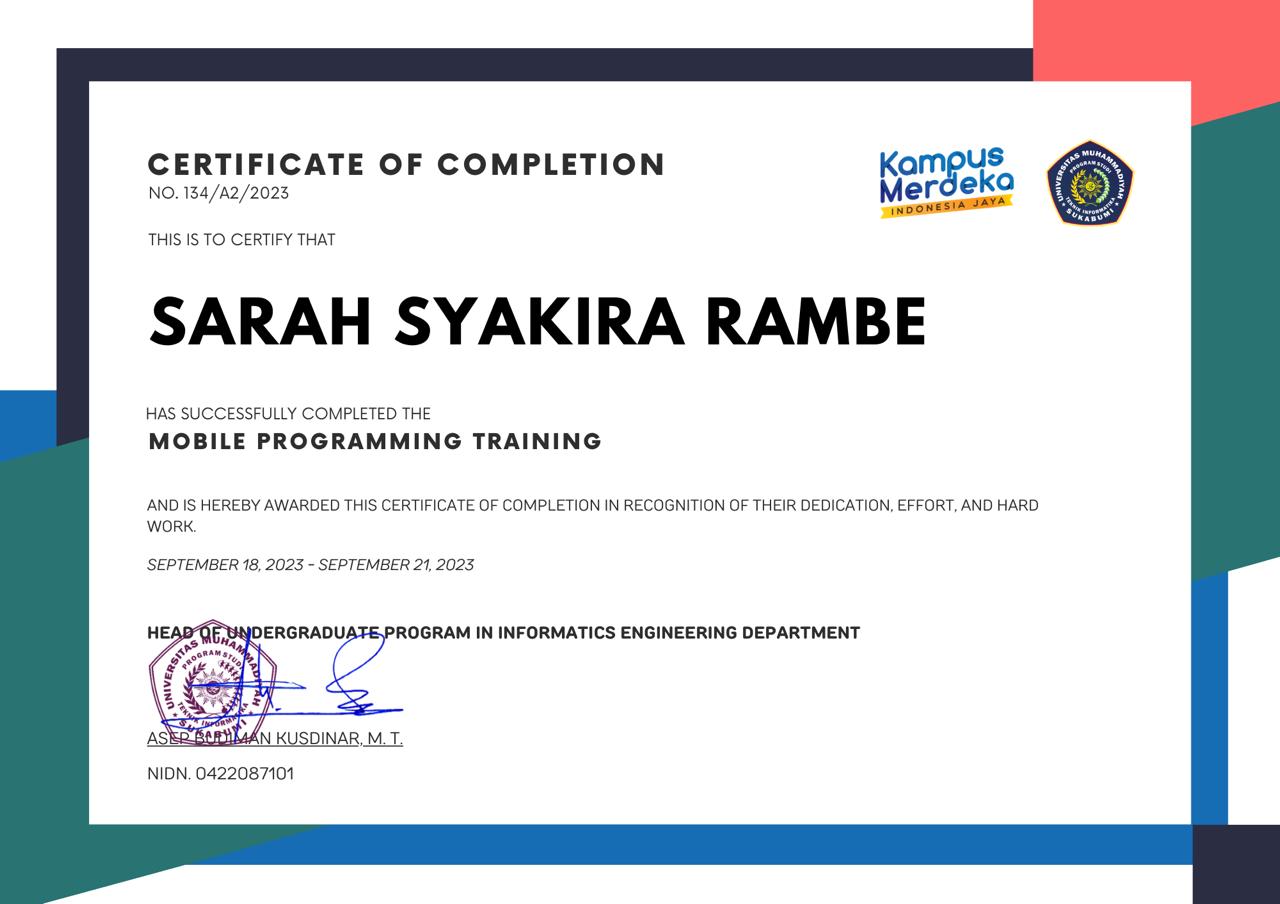 CERTIFICATE OF COMPLETION
NO. 134/A2/2023
Kampus
Merdeka
INDONESIA JAYA
UNIVERSITAS MUHAMMADIYAH
PROGRAM STUDI
TEKNIK INFORMATIKA
SUKABUMI
THIS IS TO CERTIFY THAT
SARAH SYAKIRA RAMBE
HAS SUCCESSFULLY COMPLETED THE
MOBILE PROGRAMMING TRAINING
AND IS HEREBY AWARDED THIS CERTIFICATE OF COMPLETION IN RECOGNITION OF THEIR DEDICATION, EFFORT, AND HARD
WORK.
SEPTEMBER 18, 2023 - SEPTEMBER 21, 2023
HEAD OF UNDERGRADUATE PROGRAM IN INFORMATICS ENGINEERING DEPARTMENT
UNIVERSITAS MUHAMMADIYAH
PROGRAM STUDI
TEKNIK INFORMATIKA
SUKABUMI
ASEP BUDIMAN KUSDINAR, M. T.
NIDN. 0422087101